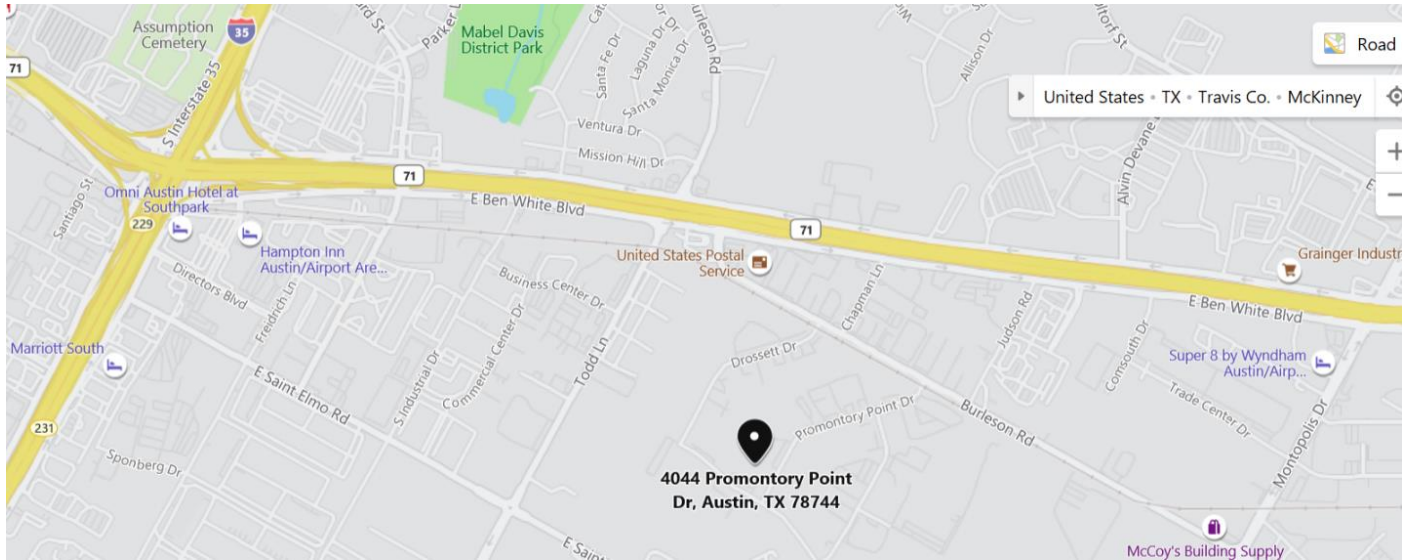 Assumption
Cemetery
35
71
S Interstate 35
Parker L
Mabel Davis
District Park
Santa Fe Dr
Laguna Dr
Santa Monica Dr
Burleson Rd
Allison Dr
Road
United States • TX • Travis Co. • McKinney
Ventura Dr
Mission Hill Dr
Alvin Devane
71
E Ben White Blvd
71
Santiago St
Omni Austin Hotel at
Southpark
229
Hampton Inn
Austin/Airport Are...
United States Postal
Service
Grainger Industr
E Ben White Blvd
Directors Blvd
Freidrich Ln
Business Center Dr
Chapman Ln
Judson Rd
Marriott South
E Saint Elmo Rd
S Industrial Dr
Commercial Center Dr
Todd Ln
Drossett Dr
Comsouth Dr
Super 8 by Wyndham
Austin/Airp...
Trade Center Dr
231
Sponberg Dr
Promontory Point Dr
Burleson Rd
Montopolis Dr
4044 Promontory Point
Dr, Austin, TX 78744
E Saint
McCoy's Building Supply